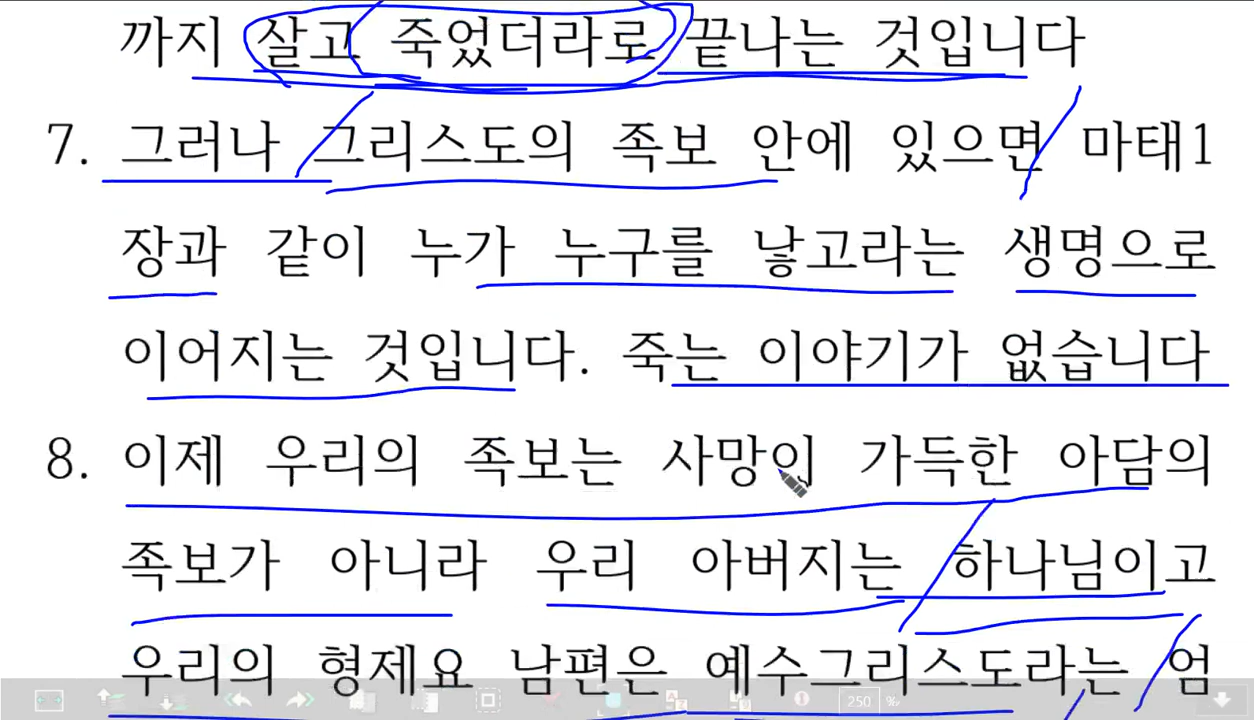 까지 살고 죽었더라로 끝나는 것입니다
7. 그러나 그리스도의 족보 안에 있으면 마태1
장과 같이 누가 누구를 낳고라는 생명으로
이어지는 것입니다. 죽는 이야기가 없습니다
8. 이제 우리의 족보는 사망이 가득한 아담의
족보가 아니라 우리 아버지는 하나님이고
우리의 형제요 남편은 예수그리스도라는 엄
250 %